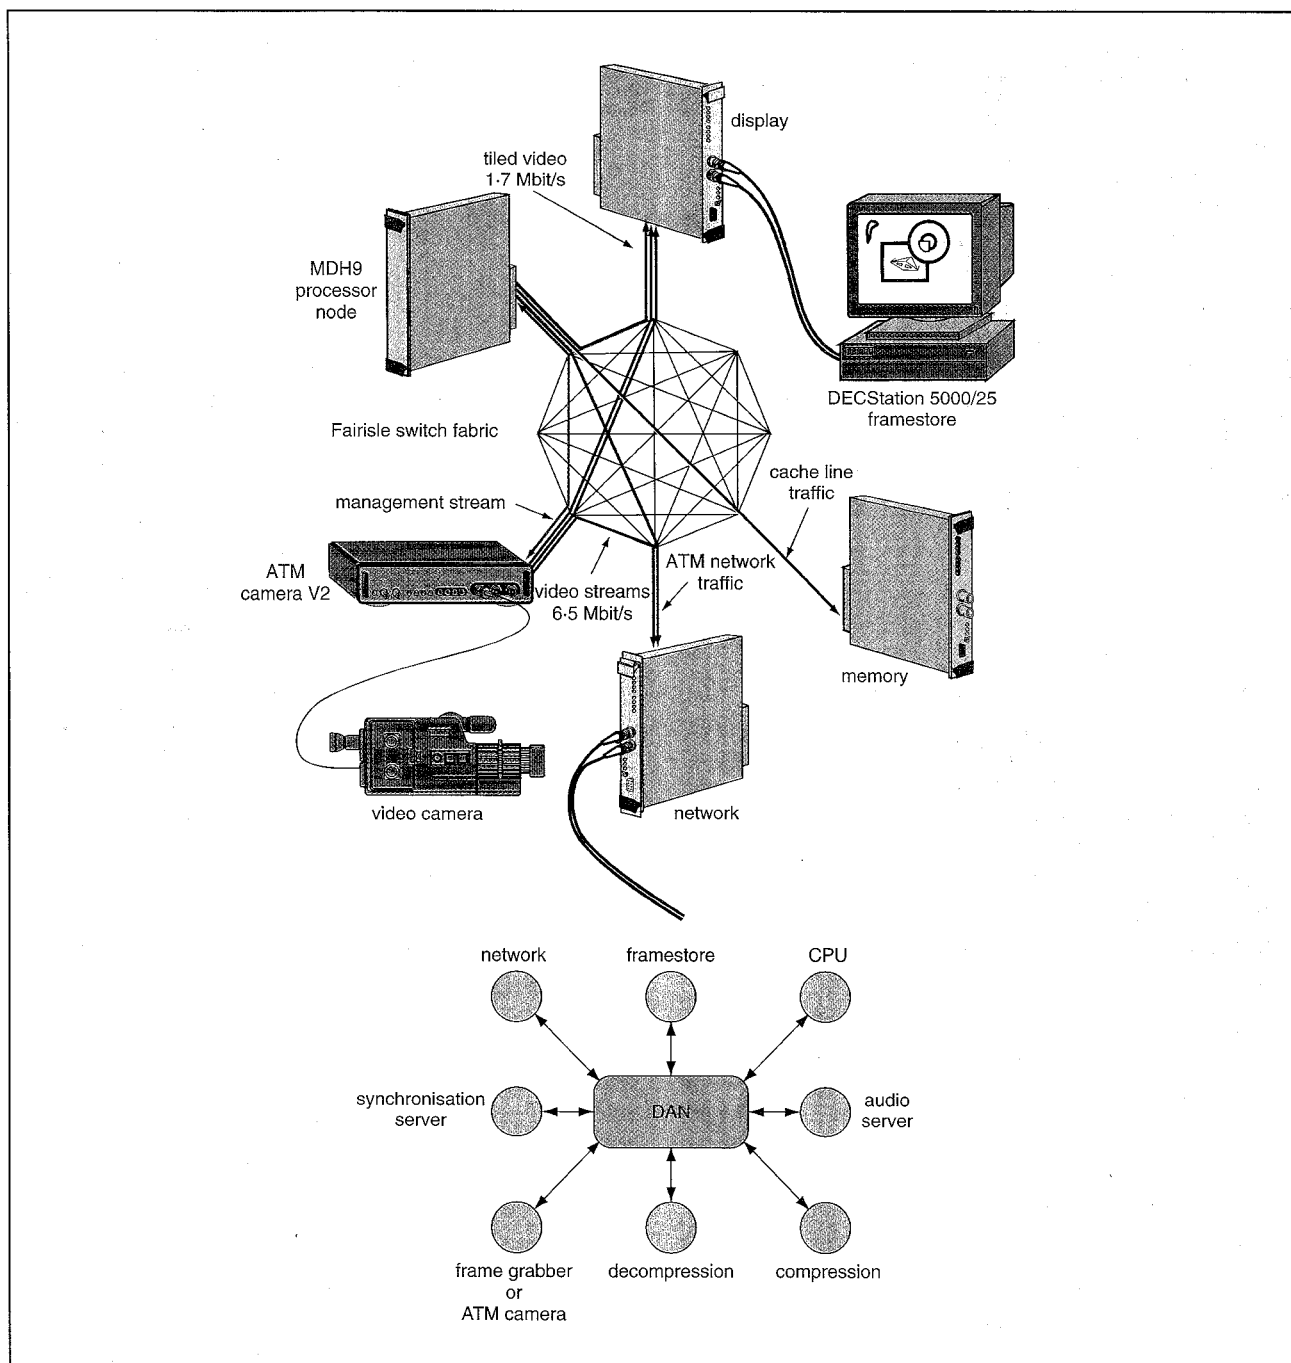 display
tiled video
1·7 Mbit/s
MDH9
processor
node
DECStation 5000/25
framestore
Fairisle switch fabric
cache line
traffic
management stream
ATM network
traffic
ATM
camera V2
video streams
6·5 Mbit/s
memory
video camera
network
network
framestore
CPU
synchronisation
server
DAN
audio
server
frame grabber
or
ATM camera
decompression
compression